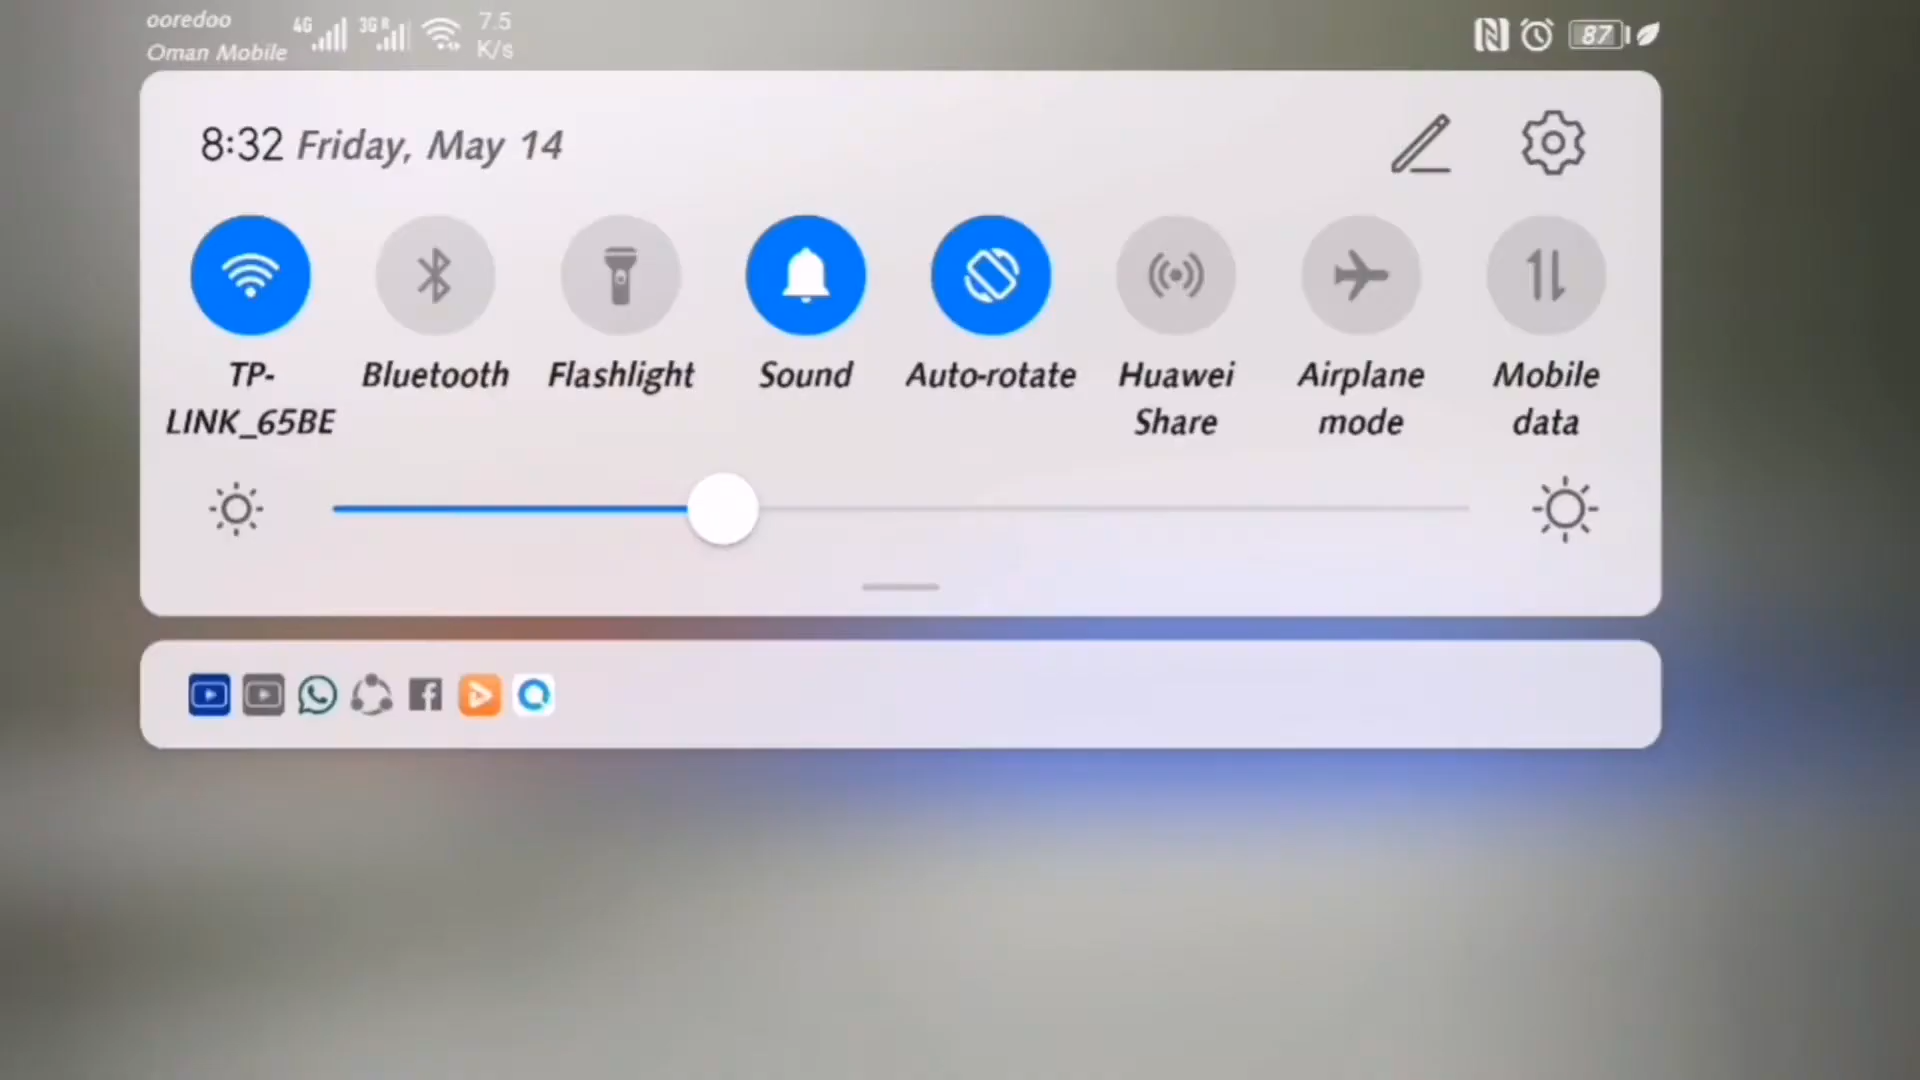 ooredoo
Oman Mobile
4G
3G R
7.5
K/s
87
8:32 Friday, May 14
TP-
LINK_65BE
Bluetooth
Flashlight
Sound
Auto-rotate
Huawei
Share
Airplane
mode
Mobile
data